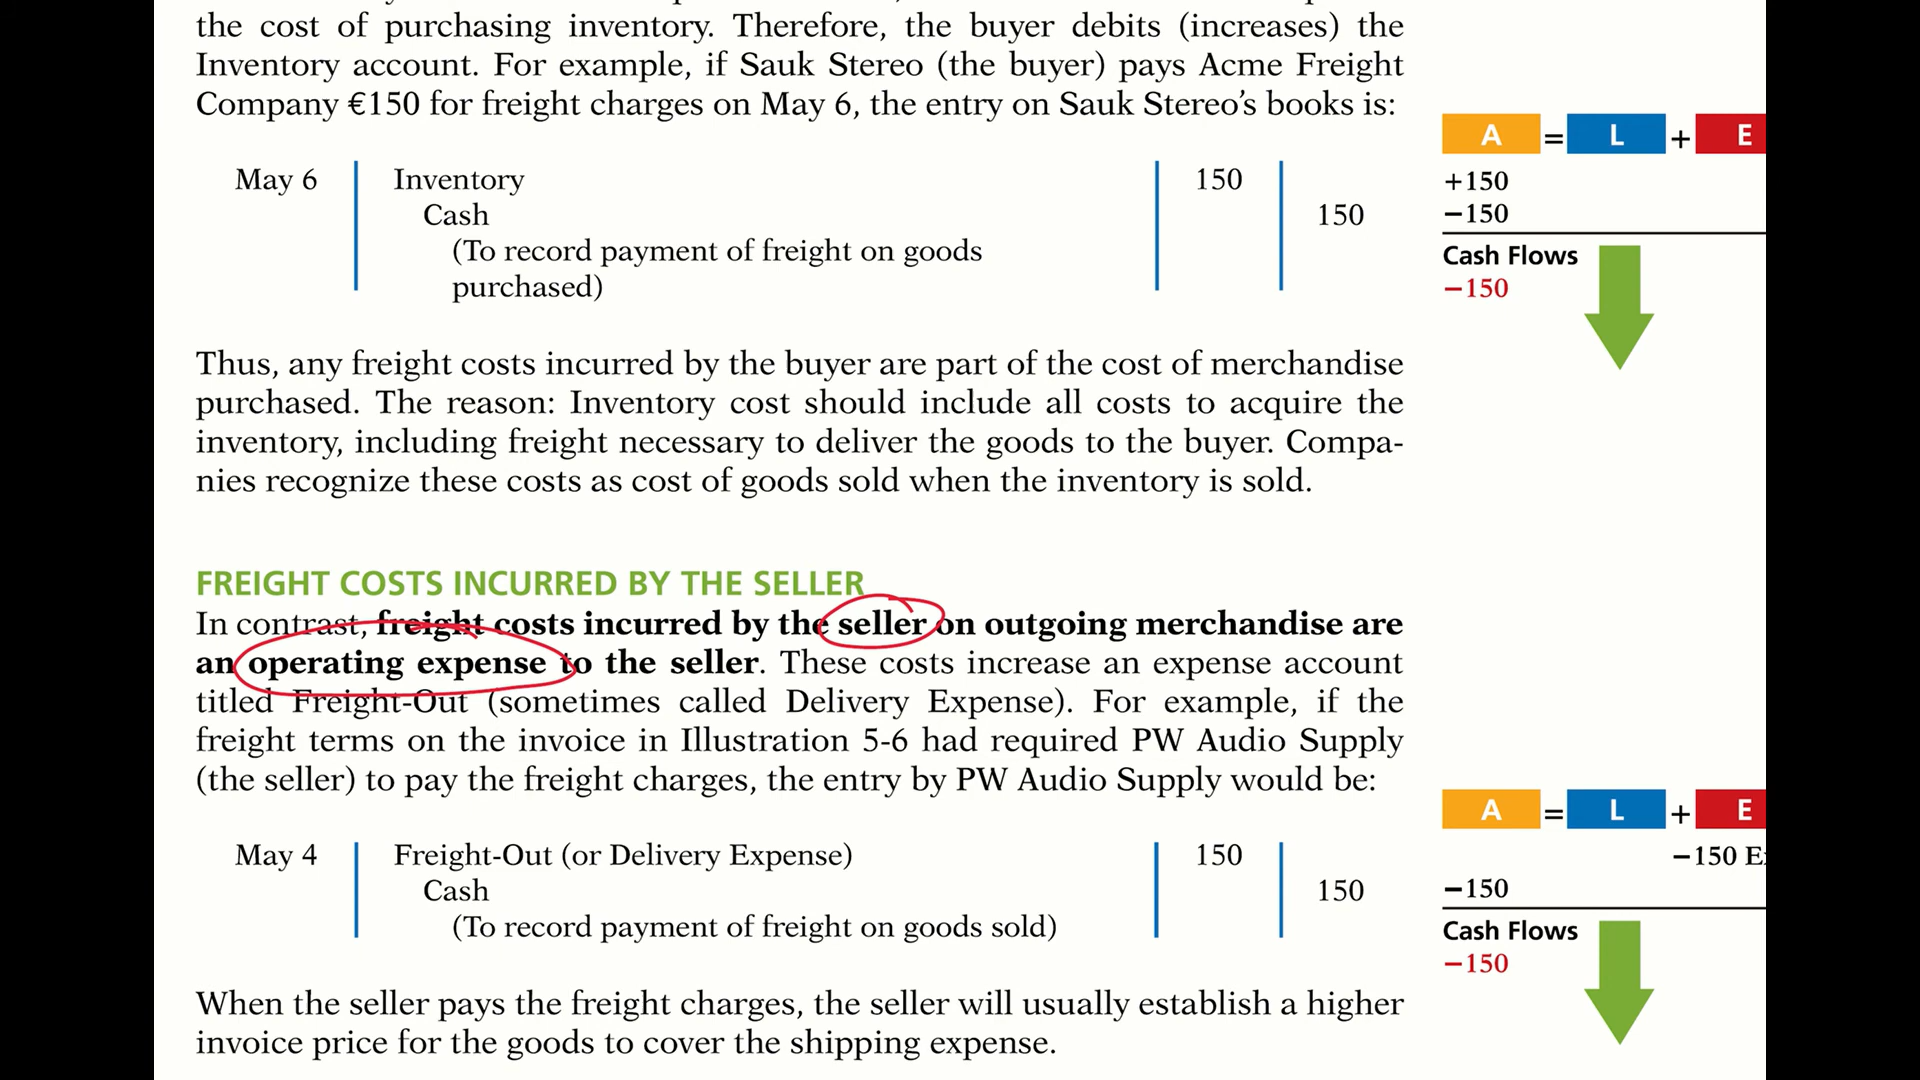 the cost of purchasing inventory. Therefore, the buyer debits (increases) the
Inventory account. For example, if Sauk Stereo (the buyer) pays Acme Freight
Company €150 for freight charges on May 6, the entry on Sauk Stereo's books is:
A = L + E
May 6 Inventory 150
+150
Cash 150
−150
(To record payment of freight on goods
purchased)
Cash Flows
−150
Thus, any freight costs incurred by the buyer are part of the cost of merchandise
purchased. The reason: Inventory cost should include all costs to acquire the
inventory, including freight necessary to deliver the goods to the buyer. Compa-
nies recognize these costs as cost of goods sold when the inventory is sold.
FREIGHT COSTS INCURRED BY THE SELLER
In contrast, freight costs incurred by the seller on outgoing merchandise are
an operating expense to the seller. These costs increase an expense account
titled Freight-Out (sometimes called Delivery Expense). For example, if the
freight terms on the invoice in Illustration 5-6 had required PW Audio Supply
(the seller) to pay the freight charges, the entry by PW Audio Supply would be:
A = L + E
May 4 Freight-Out (or Delivery Expense) 150
−150
Cash 150
−150
(To record payment of freight on goods sold)
Cash Flows
−150
When the seller pays the freight charges, the seller will usually establish a higher
invoice price for the goods to cover the shipping expense.